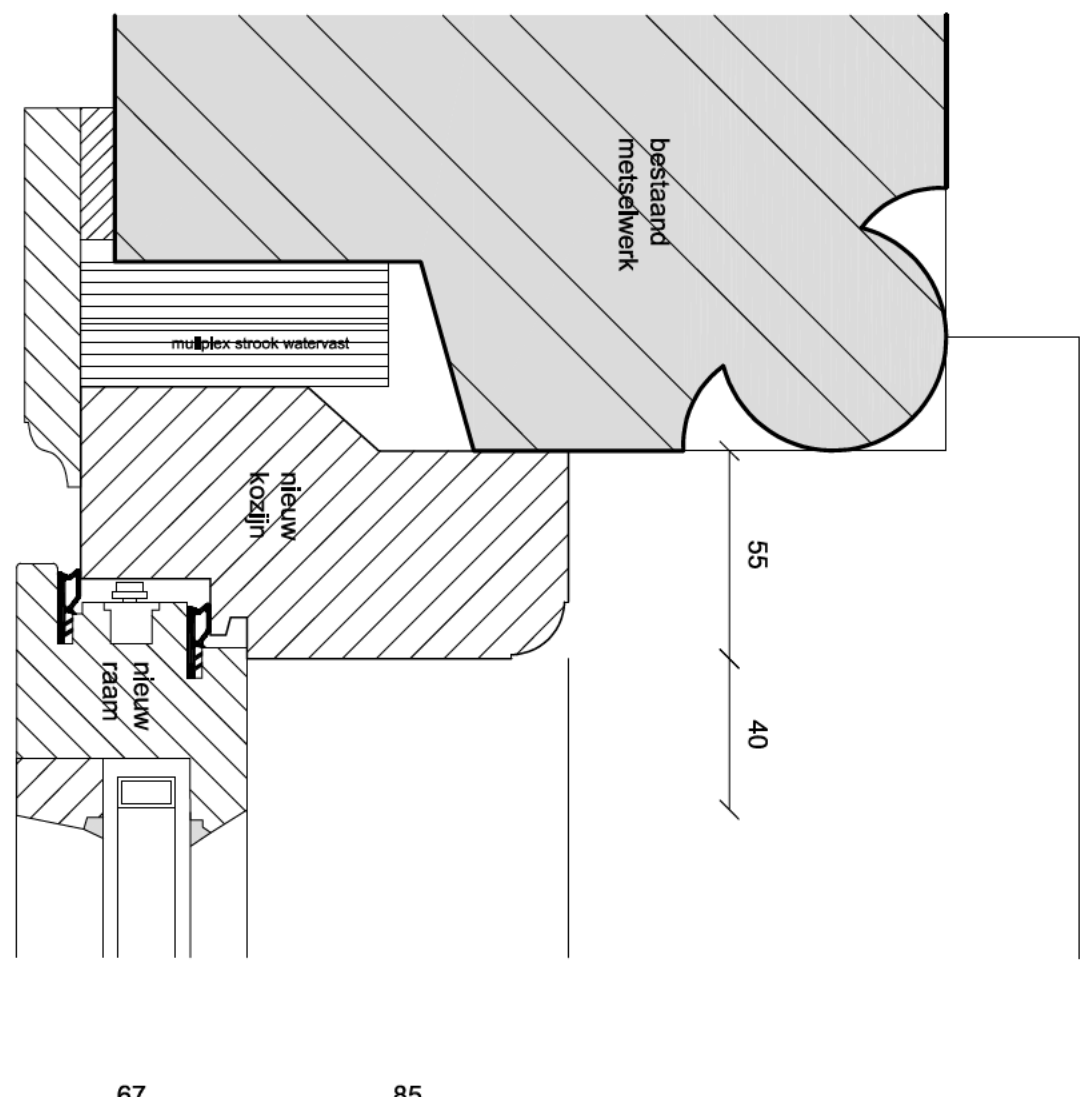 bestaand
metselwerk
multiplex strook watervast
nieuw
kozijn
55
nieuw
raam
40
67
85